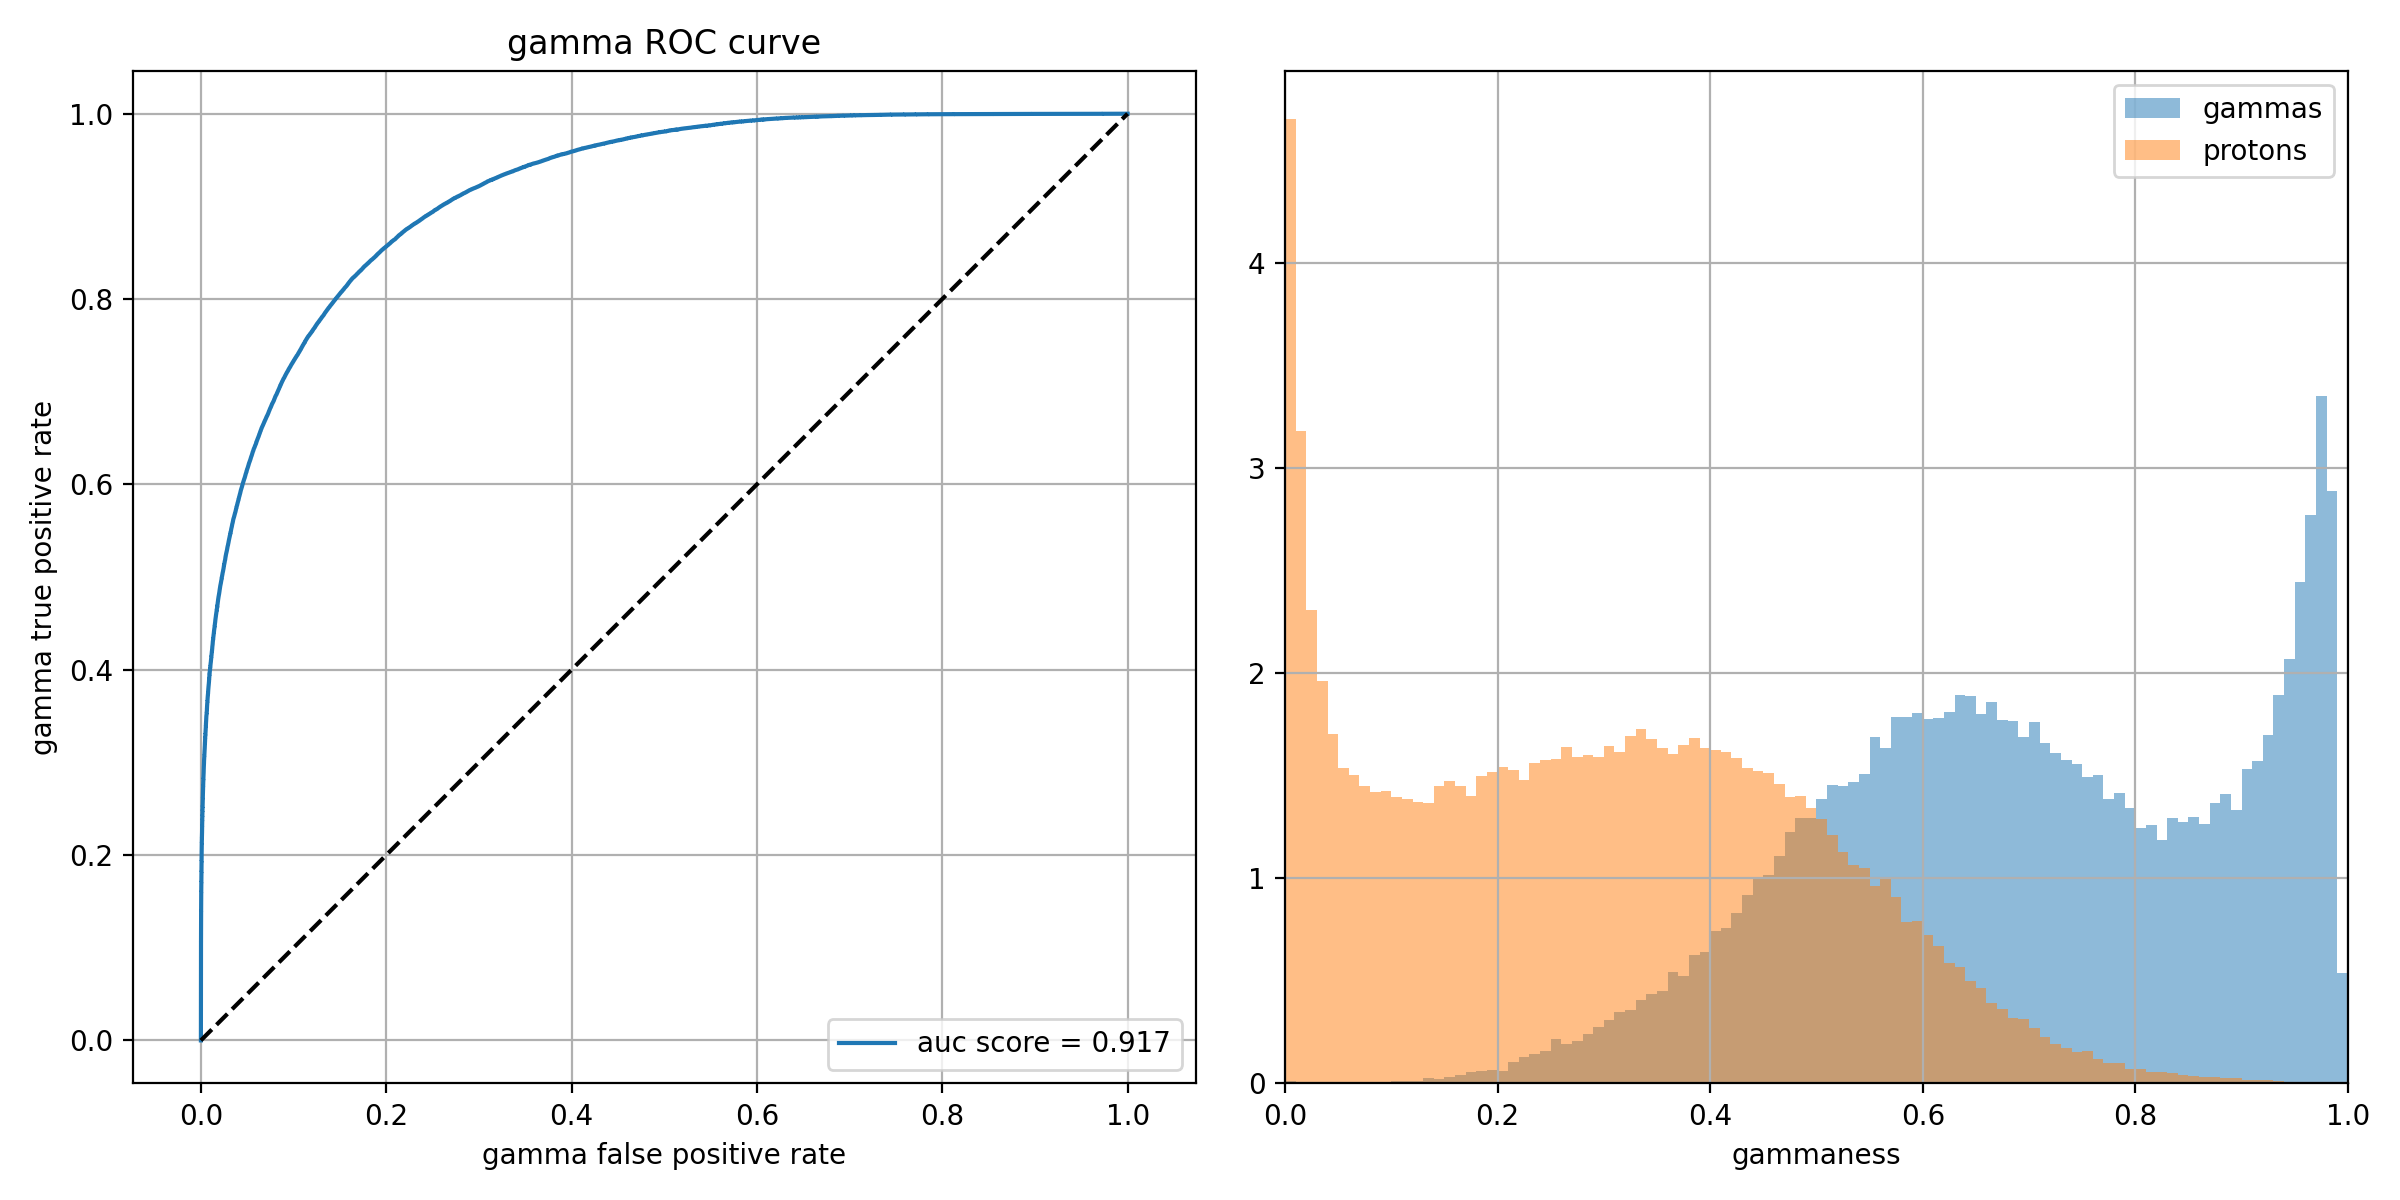 gamma ROC curve
gamma true positive rate
1.0
0.8
0.6
0.4
0.2
0.0
auc score = 0.917
0.0 0.2 0.4 0.6 0.8 1.0
gamma false positive rate
gammas
protons
4
3
2
1
0
0.0 0.2 0.4 0.6 0.8 1.0
gammaness